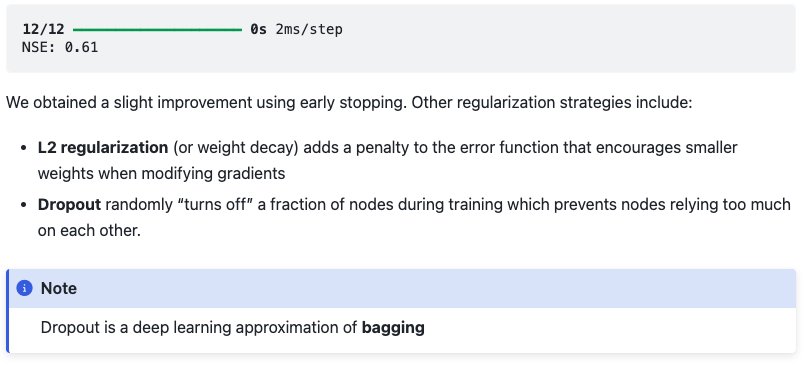 12/12 ━━━━━━━━━━━━━━━━━━━━ 0s 2ms/step
NSE: 0.61
We obtained a slight improvement using early stopping. Other regularization strategies include:
• L2 regularization (or weight decay) adds a penalty to the error function that encourages smaller
weights when modifying gradients
• Dropout randomly “turns off” a fraction of nodes during training which prevents nodes relying too much
on each other.
Note
Dropout is a deep learning approximation of bagging